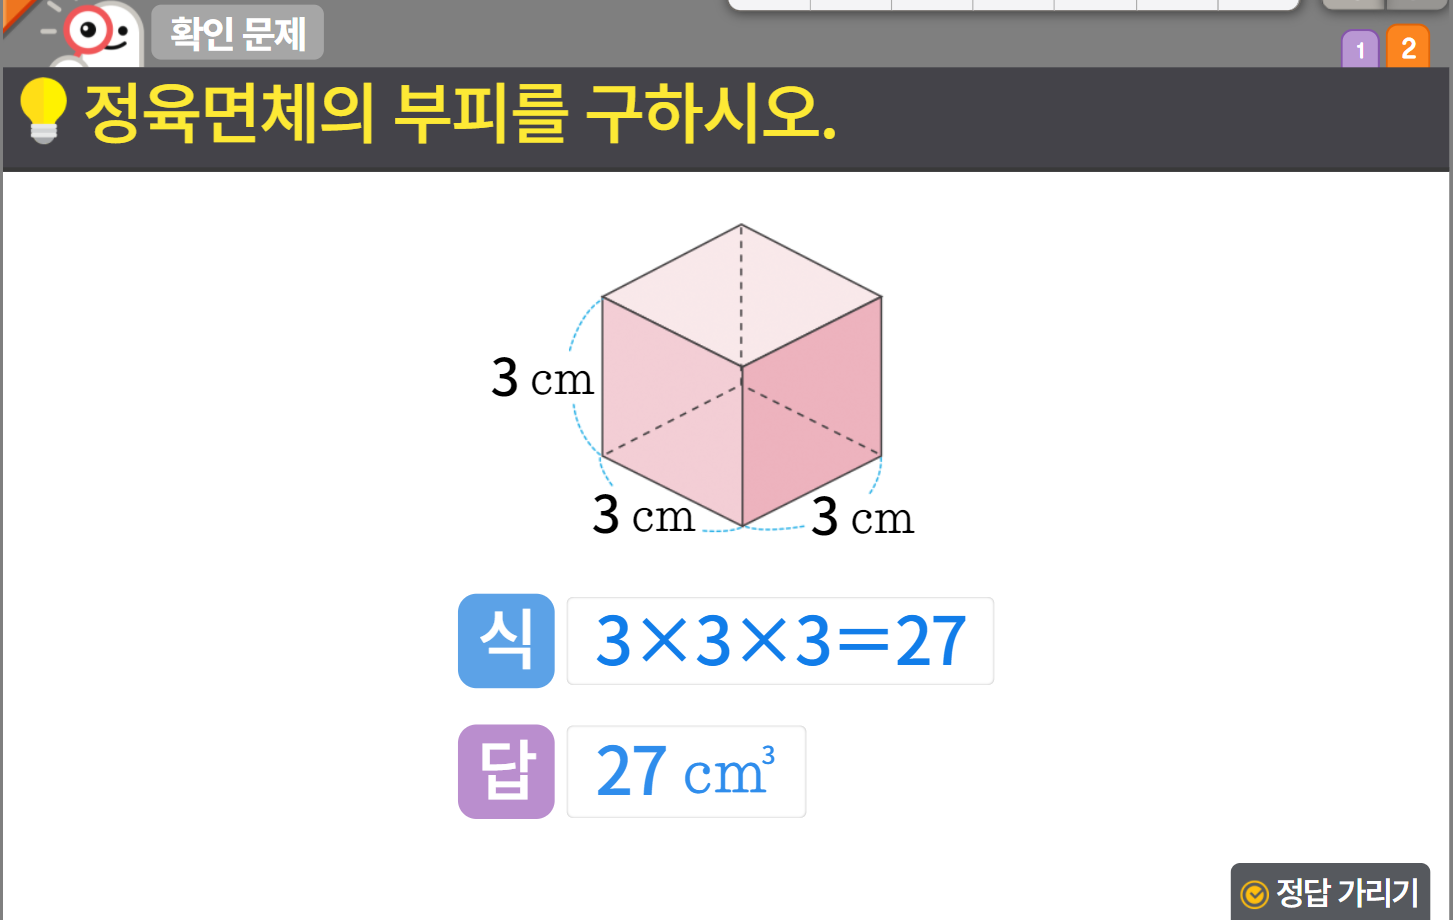 확인 문제
1 2
정육면체의 부피를 구하시오.
3 cm
3 cm
3 cm
식 3×3×3=27
답 27 cm³
정답 가리기